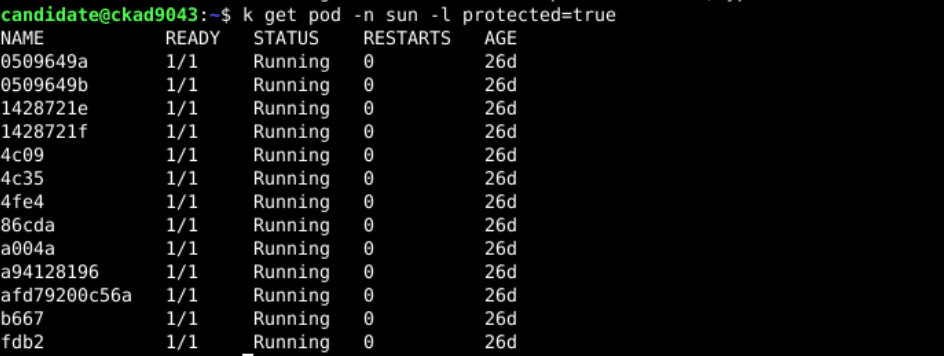 candidate@ckad9043:~$ k get pod -n sun -l protected=true
NAME READY STATUS RESTARTS AGE
0509649a 1/1 Running 0 26d
0509649b 1/1 Running 0 26d
1428721e 1/1 Running 0 26d
1428721f 1/1 Running 0 26d
4c09 1/1 Running 0 26d
4c35 1/1 Running 0 26d
4fe4 1/1 Running 0 26d
86cda 1/1 Running 0 26d
a004a 1/1 Running 0 26d
a94128196 1/1 Running 0 26d
afd79200c56a 1/1 Running 0 26d
b667 1/1 Running 0 26d
fdb2 1/1 Running 0 26d